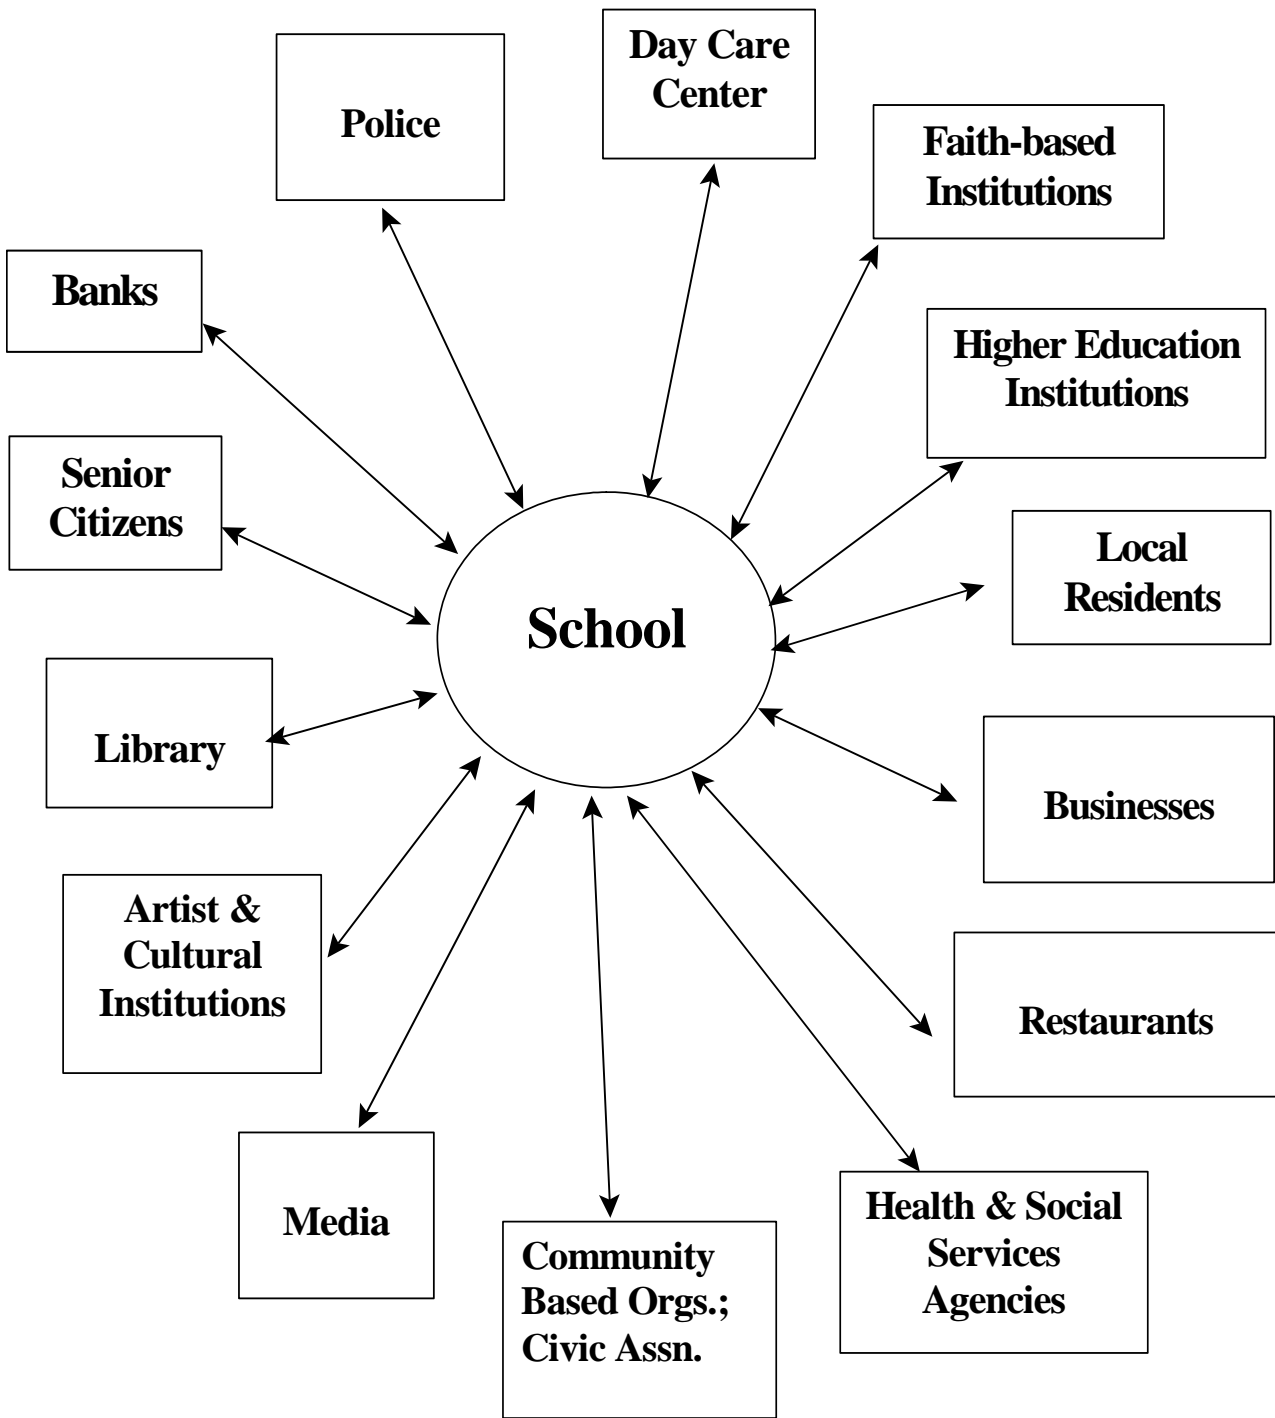 Day Care
Center
Police
Faith-based
Institutions
Banks
Higher Education
Institutions
Senior
Citizens
Local
Residents
School
Library
Businesses
Artist &
Cultural
Institutions
Restaurants
Media
Health & Social
Services
Agencies
Community
Based Orgs.;
Civic Assn.